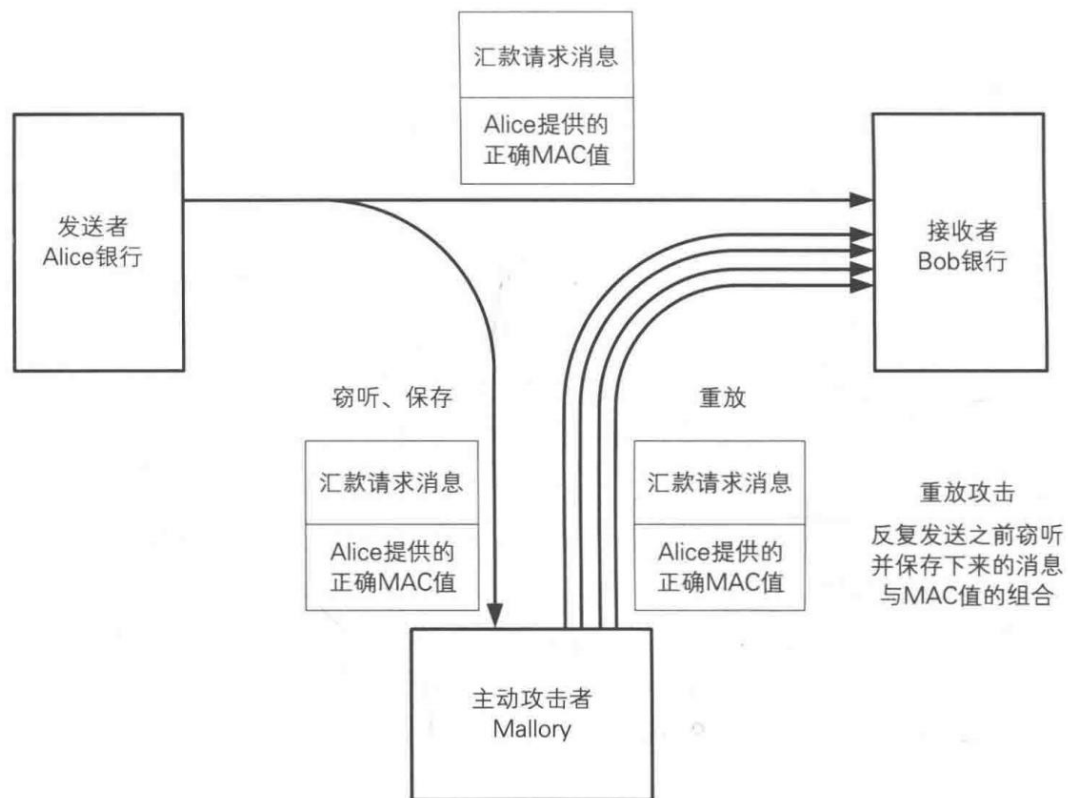 汇款请求消息
Alice提供的
正确MAC值
发送者
Alice银行
接收者
Bob银行
窃听、保存
重放
汇款请求消息
Alice提供的
正确MAC值
汇款请求消息
Alice提供的
正确MAC值
重放攻击
反复发送之前窃听
并保存下来的消息
与MAC值的组合
主动攻击者
Mallory